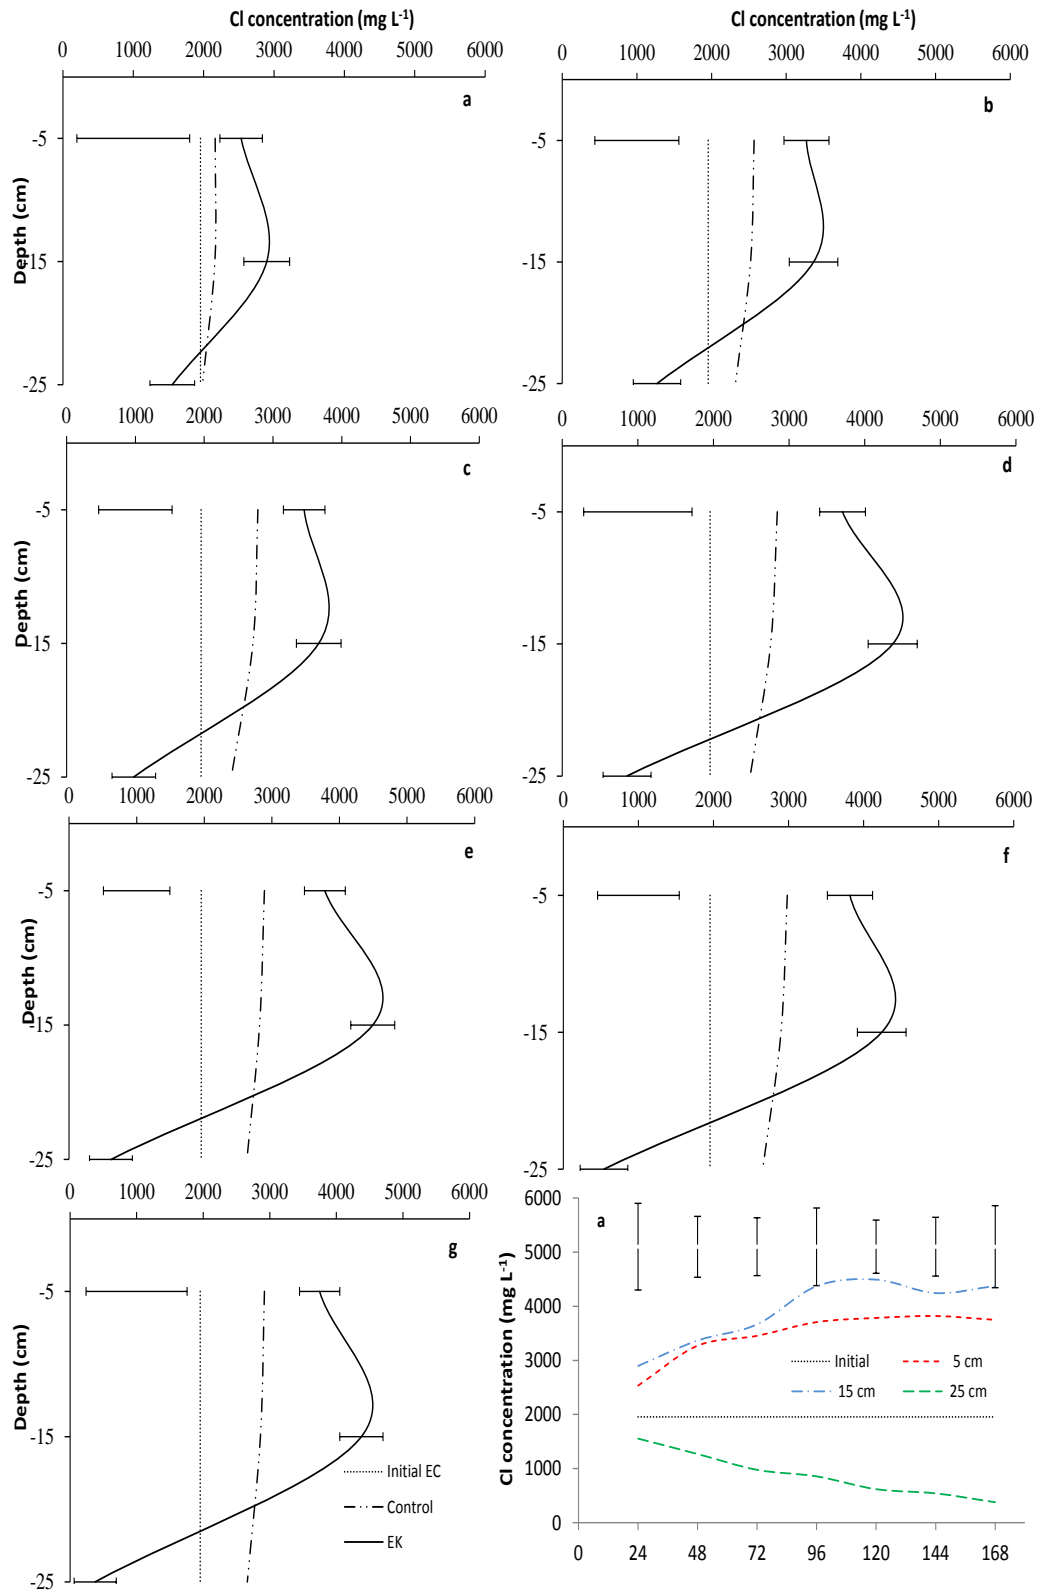 Cl concentration (mg L-1) Cl concentration (mg L-1)
0 1000 2000 3000 4000 5000 6000 0 1000 2000 3000 4000 5000 6000
a b
-5 -5
Depth (cm)
-15 -15
-25 -25
0 1000 2000 3000 4000 5000 6000 0 1000 2000 3000 4000 5000 6000
c d
-5 -5
Depth (cm)
-15 -15
-25 -25
0 1000 2000 3000 4000 5000 6000 0 1000 2000 3000 4000 5000 6000
e f
-5 -5
Depth (cm)
-15 -15
-25 -25
0 1000 2000 3000 4000 5000 6000
g
-5
Depth (cm)
-15
-25
Initial EC
Control
EK
a
Cl concentration (mg L-1)
6000
5000
4000
3000
2000
1000
0
Initial 5 cm
15 cm 25 cm
0 24 48 72 96 120 144 168